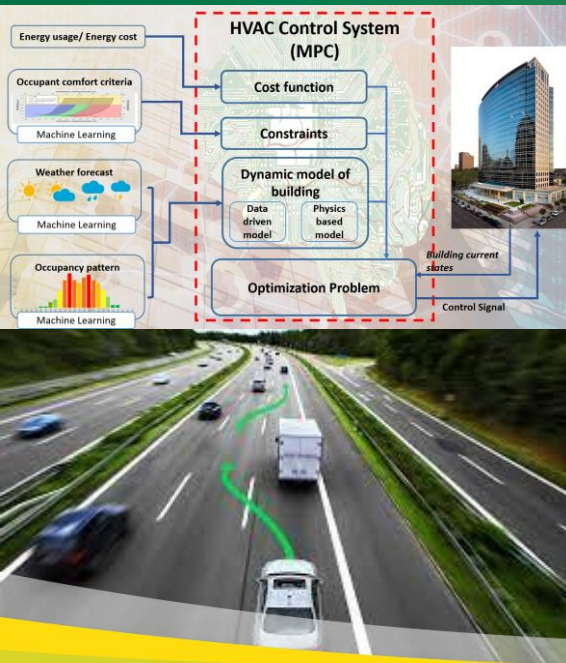 HVAC Control System
(MPC)
Energy usage/ Energy cost
Cost function
Occupant comfort criteria
Machine Learning
Constraints
Weather forecast
Machine Learning
Dynamic model of
building
Data
driven
model
Physics
based
model
Occupancy pattern
Machine Learning
Optimization Problem
Building current
states
Control Signal